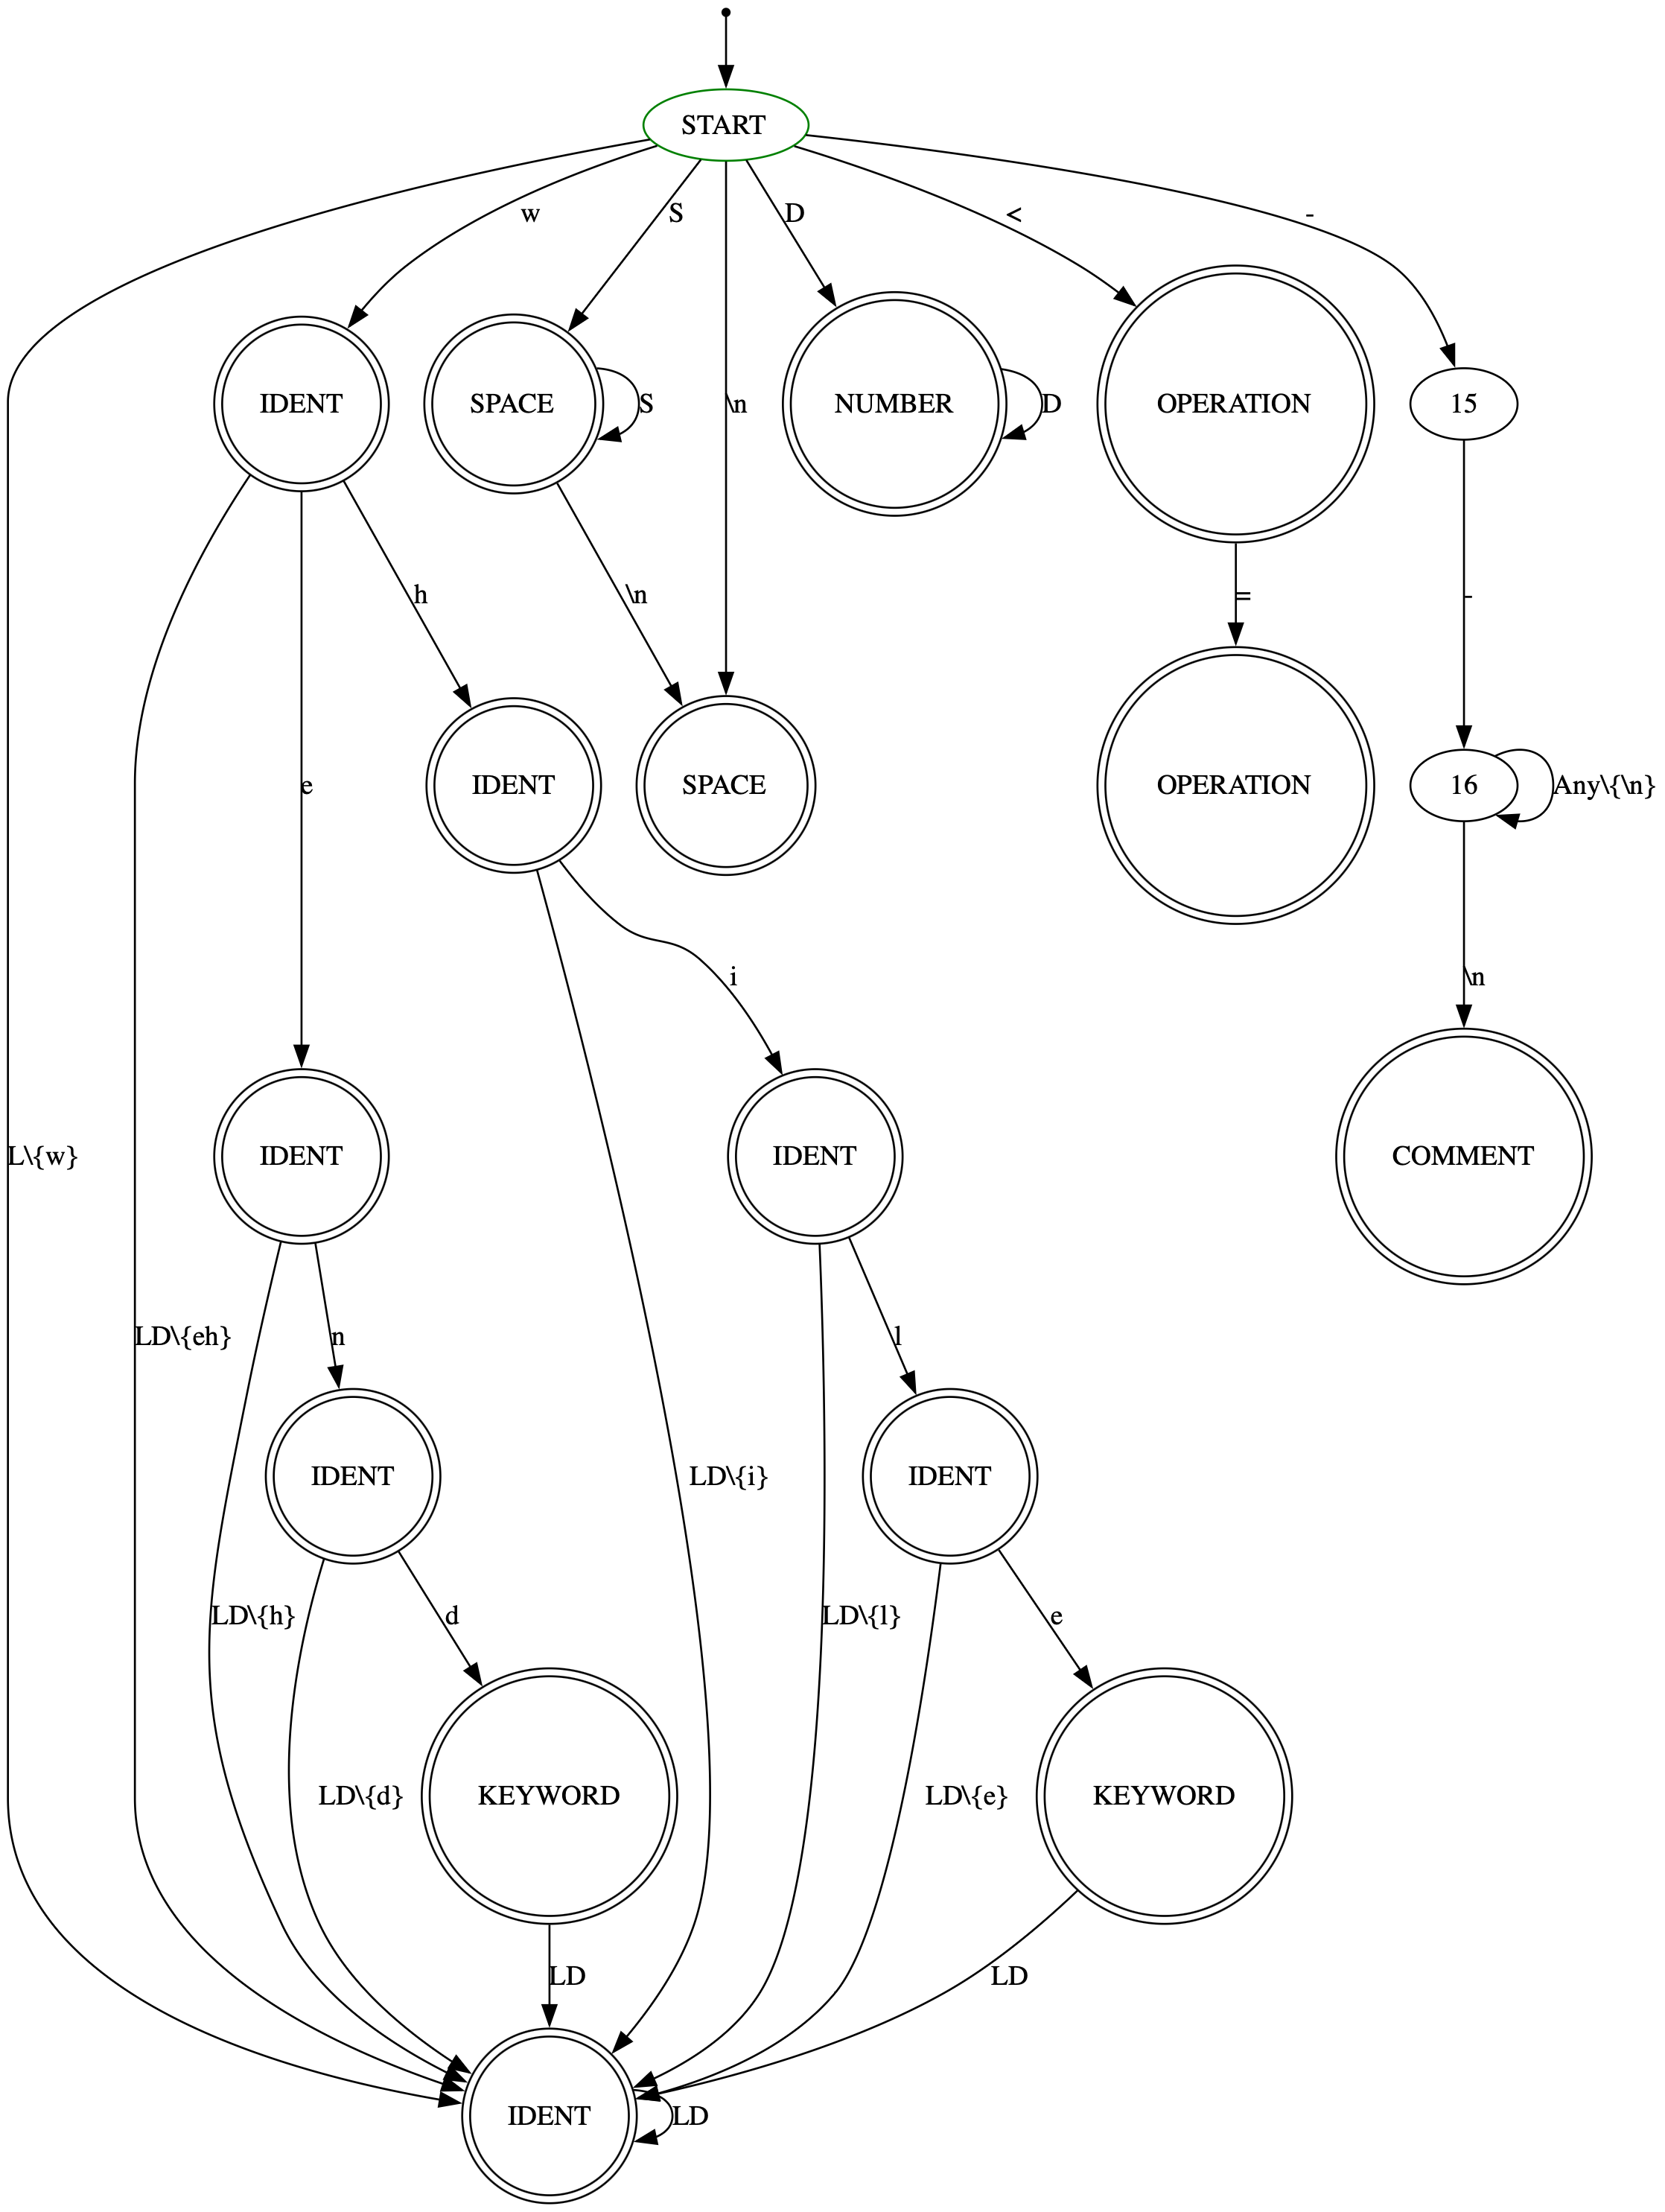 START
w
S
D
<
-
IDENT
SPACE
S
\n
NUMBER
D
OPERATION
15
h
\n
=
-
e
IDENT
SPACE
OPERATION
16
Any\{\n}
i
\n
L\{w}
IDENT
IDENT
COMMENT
LD\{eh}
n
l
IDENT
LD\{i}
IDENT
LD\{h}
d
LD\{l}
e
LD\{d}
KEYWORD
LD\{e}
KEYWORD
LD
LD
IDENT
LD